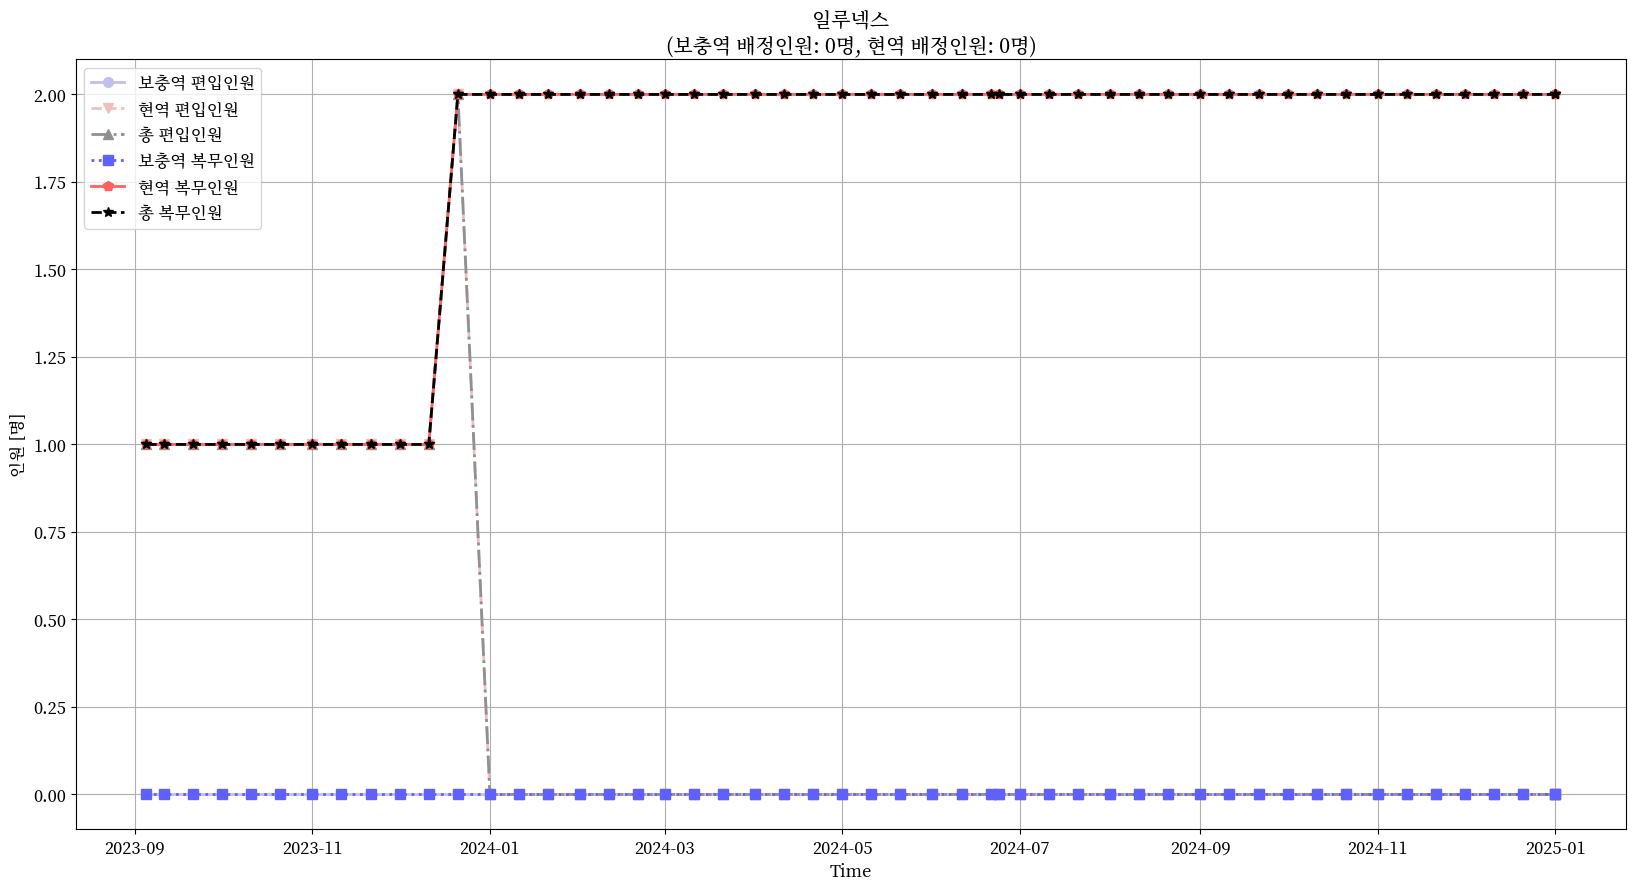 일루넥스
(보충역 배정인원: 0명, 현역 배정인원: 0명)
보충역 편입인원
현역 편입인원
총 편입인원
보충역 복무인원
현역 복무인원
총 복무인원
2.00
1.75
1.50
1.25
1.00
0.75
0.50
0.25
0.00
인원 [명]
2023-09
2023-11
2024-01
2024-03
2024-05
2024-07
2024-09
2024-11
2025-01
Time